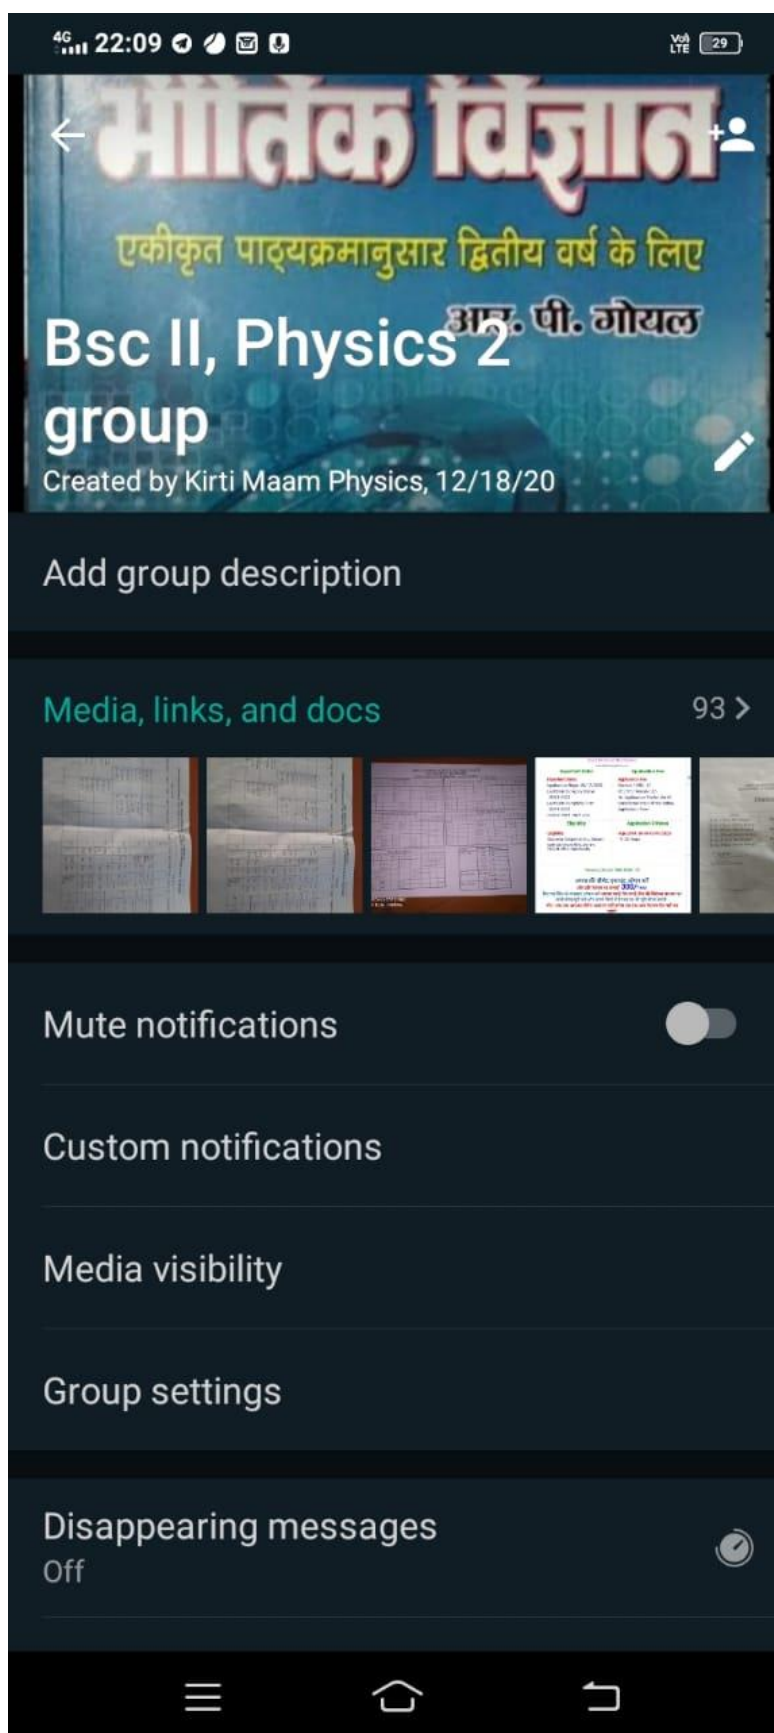 4G 22:09 Vo) LTE 29
भौतिक विज्ञान
एकीकृत पाठ्यक्रमानुसार द्वितीय वर्ष के लिए
आर. पी. गोयल
Bsc II, Physics 2
group
Created by Kirti Maam Physics, 12/18/20
Add group description
Media, links, and docs 93 >
Mute notifications
Custom notifications
Media visibility
Group settings
Disappearing messages
Off